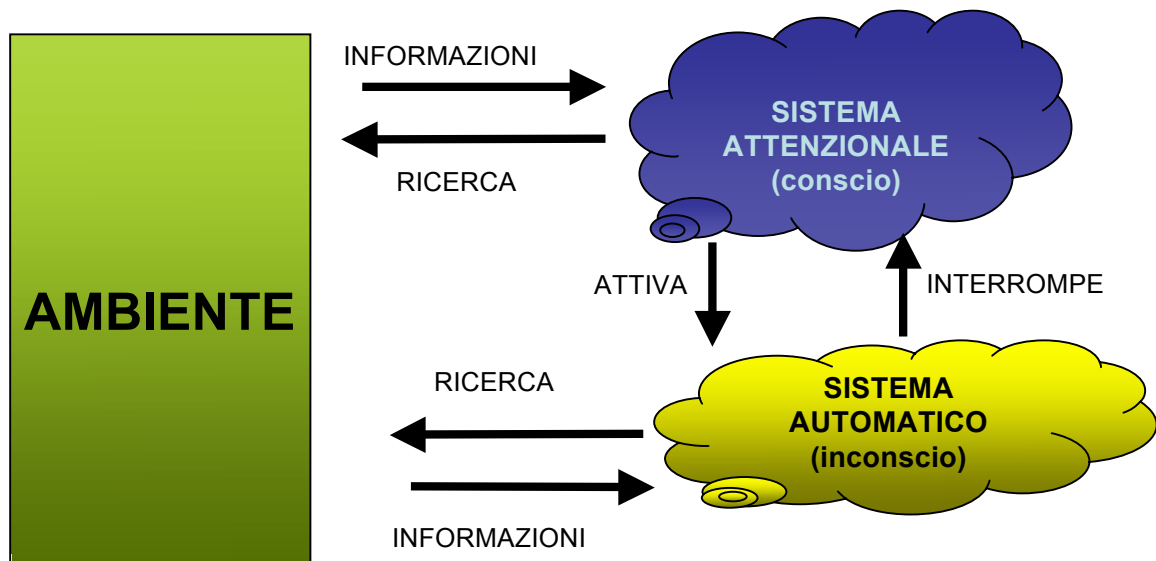 INFORMAZIONI
SISTEMA
ATTENZIONALE
(conscio)
RICERCA
AMBIENTE
ATTIVA
INTERROMPE
RICERCA
SISTEMA
AUTOMATICO
(inconscio)
INFORMAZIONI